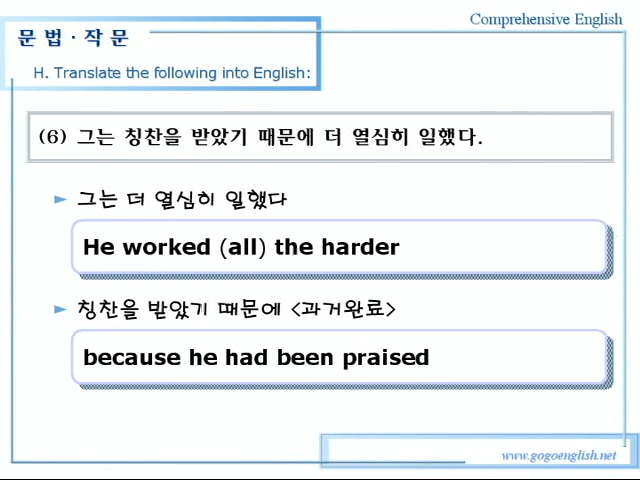 Comprehensive English
문 법 · 작 문
H. Translate the following into English:
(6) 그는 칭찬을 받았기 때문에 더 열심히 일했다.
► 그는 더 열심히 일했다
He worked (all) the harder
► 칭찬을 받았기 때문에 <과거완료>
because he had been praised
www.gogoenglish.net